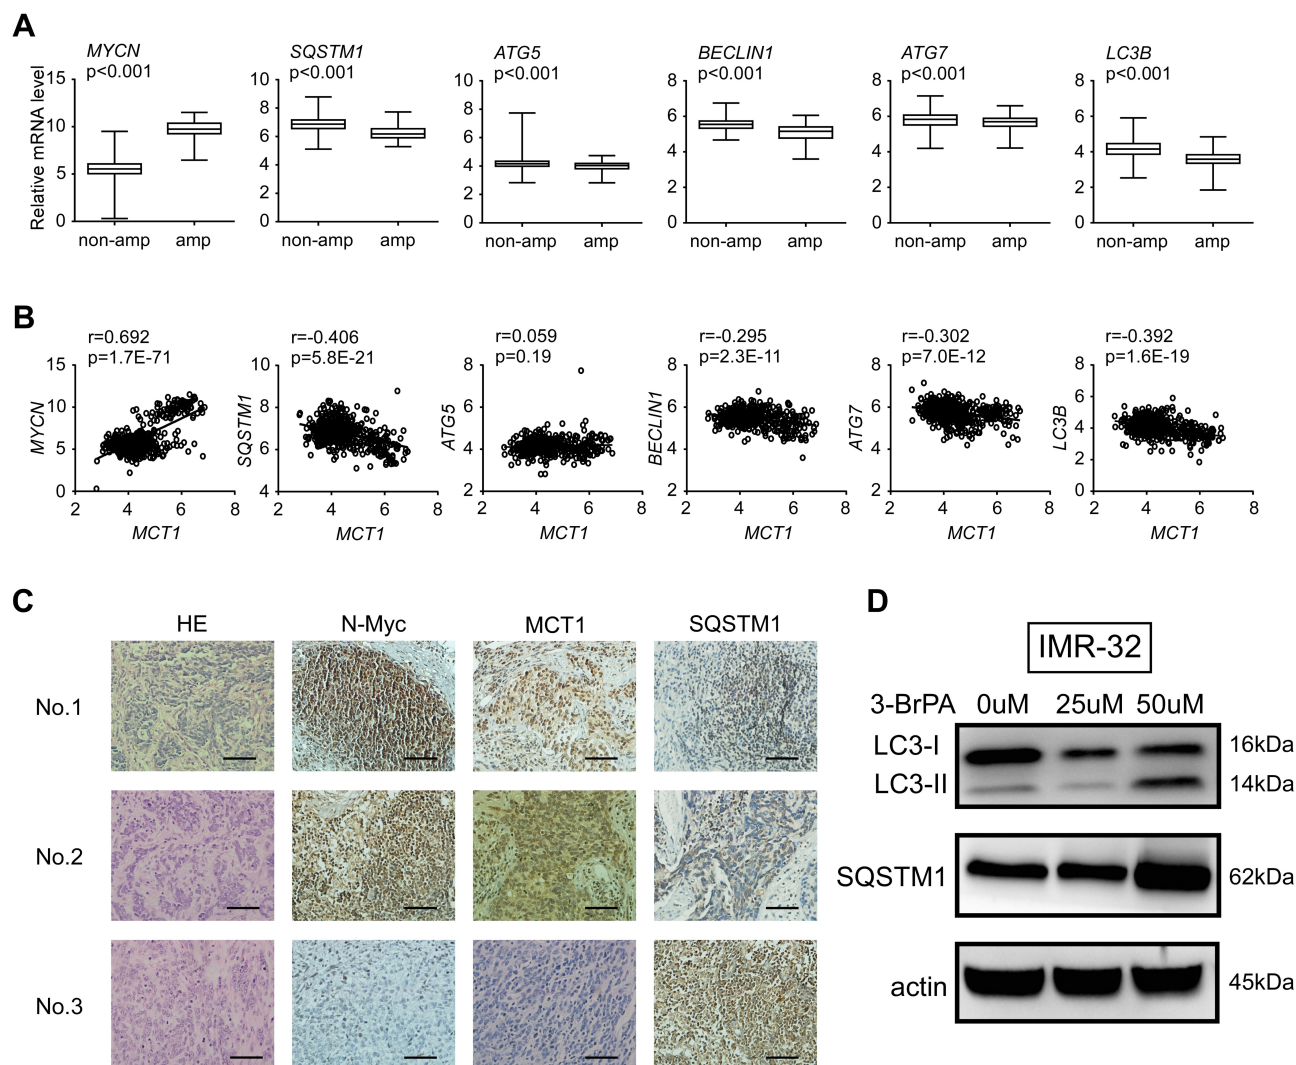 A
MYCN
p<0.001
SQSTM1
p<0.001
ATG5
p<0.001
BECLIN1
p<0.001
ATG7
p<0.001
LC3B
p<0.001
Relative mRNA level
15
10
5
0
10
8
6
4
2
0
10
8
6
4
2
0
8
6
4
2
0
8
6
4
2
0
8
6
4
2
0
non-amp amp
non-amp amp
non-amp amp
non-amp amp
non-amp amp
non-amp amp
B
r=0.692
p=1.7E-71
r=-0.406
p=5.8E-21
r=0.059
p=0.19
r=-0.295
p=2.3E-11
r=-0.302
p=7.0E-12
r=-0.392
p=1.6E-19
MYCN
15
10
5
0
2 4 6 8
MCT1
SQSTM1
10
8
6
4
2 4 6 8
MCT1
ATG5
8
6
4
2
2 4 6 8
MCT1
BECLIN1
8
6
4
2
2 4 6 8
MCT1
ATG7
8
6
4
2
2 4 6 8
MCT1
LC3B
8
6
4
2
0
2 4 6 8
MCT1
C
HE N-Myc MCT1 SQSTM1
No.1
No.2
No.3
D
IMR-32
3-BrPA 0uM 25uM 50uM
LC3-I 16kDa
LC3-II 14kDa
SQSTM1 62kDa
actin 45kDa